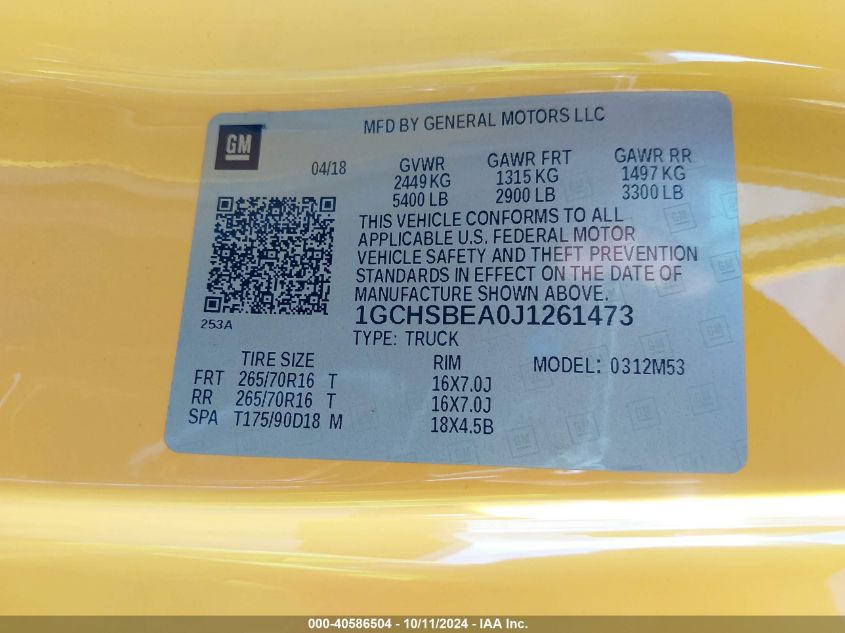 GM
MFD BY GENERAL MOTORS LLC
04/18
GVWR GAWR FRT GAWR RR
2449 KG 1315 KG 1497 KG
5400 LB 2900 LB 3300 LB
THIS VEHICLE CONFORMS TO ALL
APPLICABLE U.S. FEDERAL MOTOR
VEHICLE SAFETY AND THEFT PREVENTION
STANDARDS IN EFFECT ON THE DATE OF
MANUFACTURE SHOWN ABOVE.
253A
1GCHSBEA0J1261473
TYPE: TRUCK
TIRE SIZE RIM MODEL: 0312M53
FRT 265/70R16 T 16X7.0J
RR 265/70R16 T 16X7.0J
SPA T175/90D18 M 18X4.5B
000-40586504 - 10/11/2024 - IAA Inc.